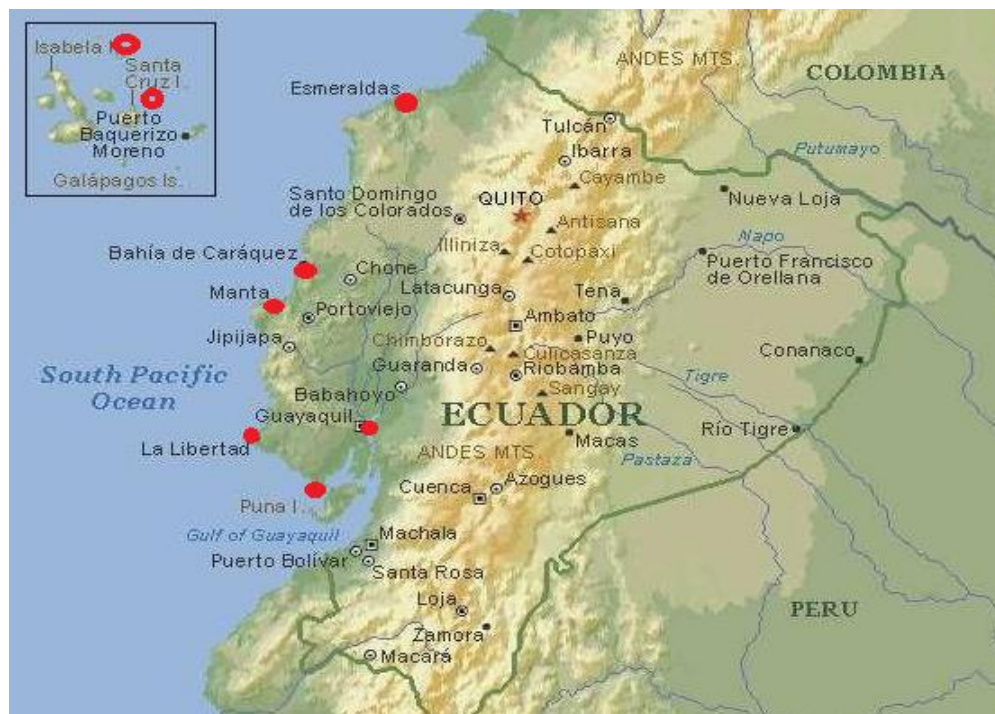 Isabela I
Santa
Cruz I.
Puerto
Baquerizo
Moreno
Galápagos Is.
Esmeraldas
ANDES MTS.
COLOMBIA
Tulcán
Ibarra
Putumayo
Cayambe
Santo Domingo
de los Colorados
QUITO
Nueva Loja
Antisana
Napo
Illiniza
Cotopaxi
Bahía de Caráquez
Chone
Puerto Francisco
de Orellana
Latacunga
Tena
Manta
Portoviejo
Ambato
Jipijapa
Chimborazo
Puyo
Culicasanza
Conanaco
Guaranda
Riobamba
South Pacific
Ocean
Tigre
Babahoyo
Sangay
Guayaquil
ECUADOR
Río Tigre
La Libertad
Macas
ANDES MTS.
Pastaza
Cuenca
Azogues
Puna I.
Gulf of Guayaquil
Machala
Puerto Bolívar
Santa Rosa
Loja
PERU
Zamora
Macará